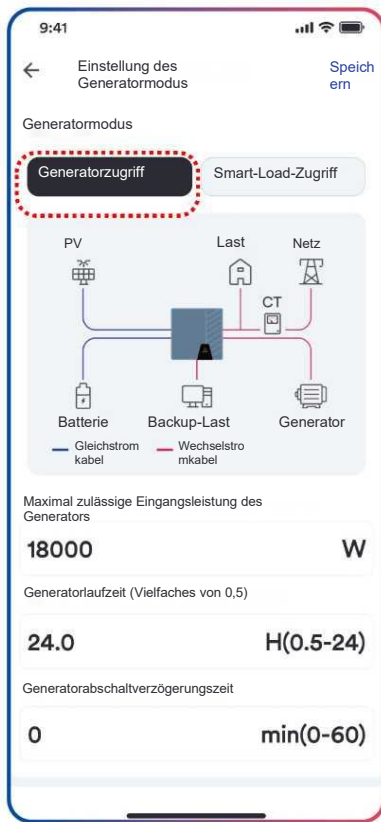 9:41
Einstellung des
Generatormodus
Speich
ern
Generatormodus
Generatorzugriff
Smart-Load-Zugriff
PV
Last
Netz
CT
Batterie
Backup-Last
Generator
Gleichstrom
kabel
Wechselstro
mkabel
Maximal zulässige Eingangsleistung des
Generators
18000 W
Generatorlaufzeit (Vielfaches von 0,5)
24.0 H(0.5-24)
Generatorabschaltverzögerungszeit
0 min(0-60)